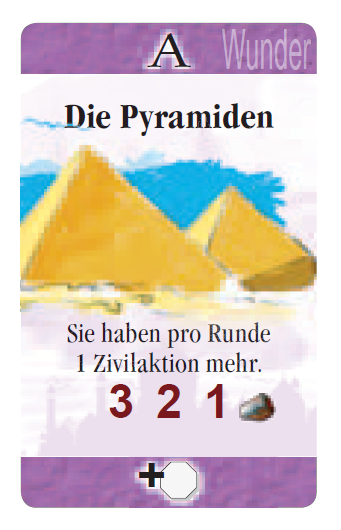 A Wunder
Die Pyramiden
Sie haben pro Runde
1 Zivilaktion mehr.
3 2 1
+